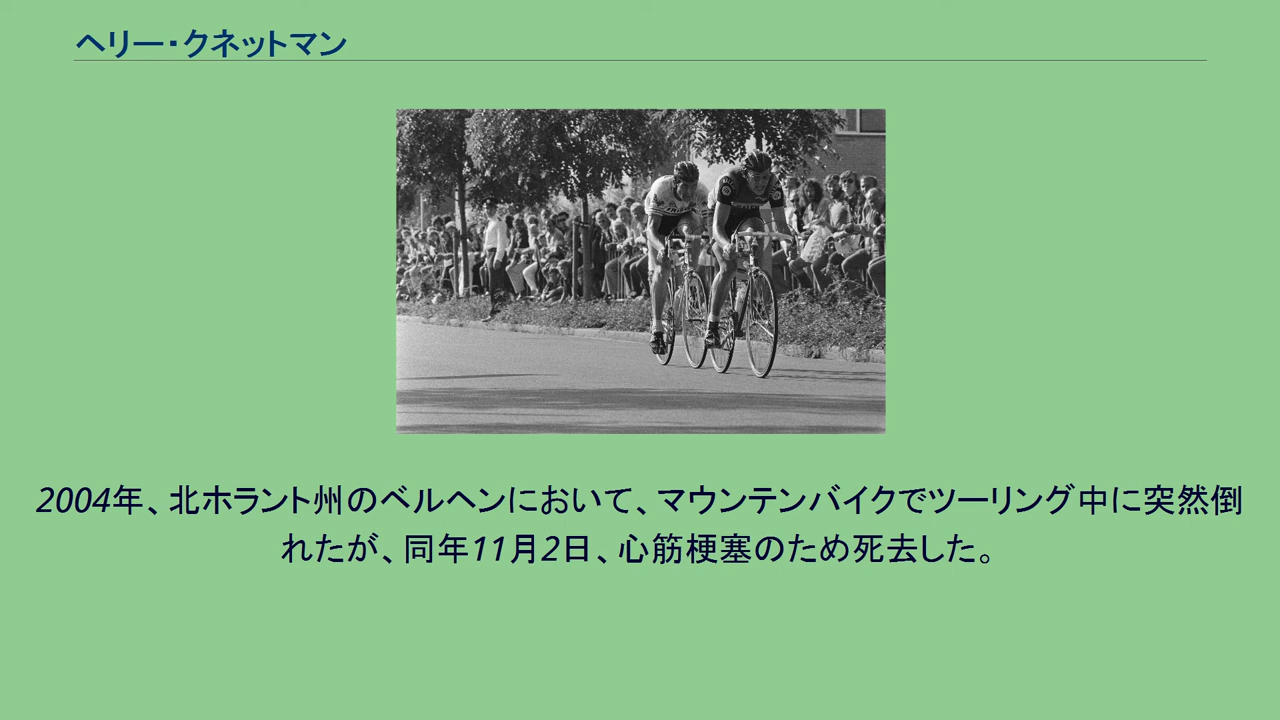 ヘリー・クネットマン
2004年、北ホラント州のベルヘンにおいて、マウンテンバイクでツーリング中に突然倒
れたが、同年11月2日、心筋梗塞のため死去した。